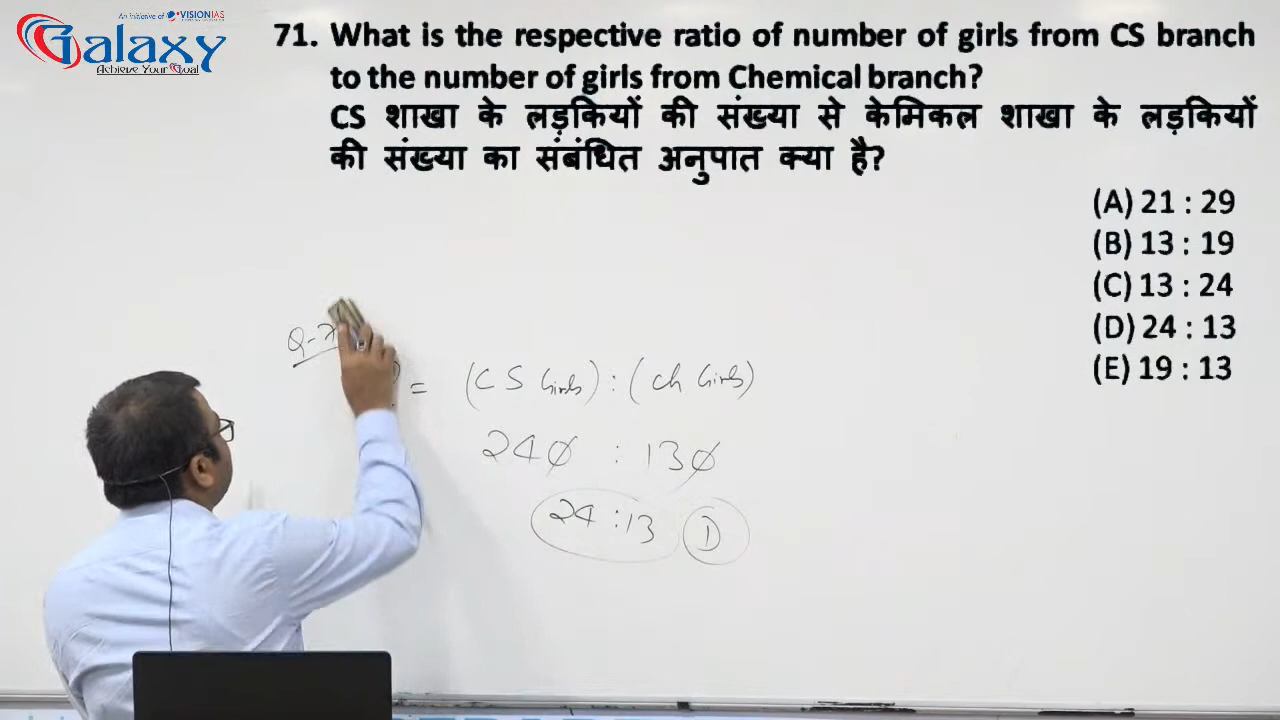 An initiative of VISIONIAS
Galaxy
Achieve Your Goal
71. What is the respective ratio of number of girls from CS branch
to the number of girls from Chemical branch?
CS शाखा के लड़कियों की संख्या से केमिकल शाखा के लड़कियों
की संख्या का संबंधित अनुपात क्या है?
(A) 21 : 29
(B) 13 : 19
(C) 13 : 24
(D) 24 : 13
(E) 19 : 13
Q-7
= (CS Girls) : (Ch Girls)
240 : 130
24 : 13 D